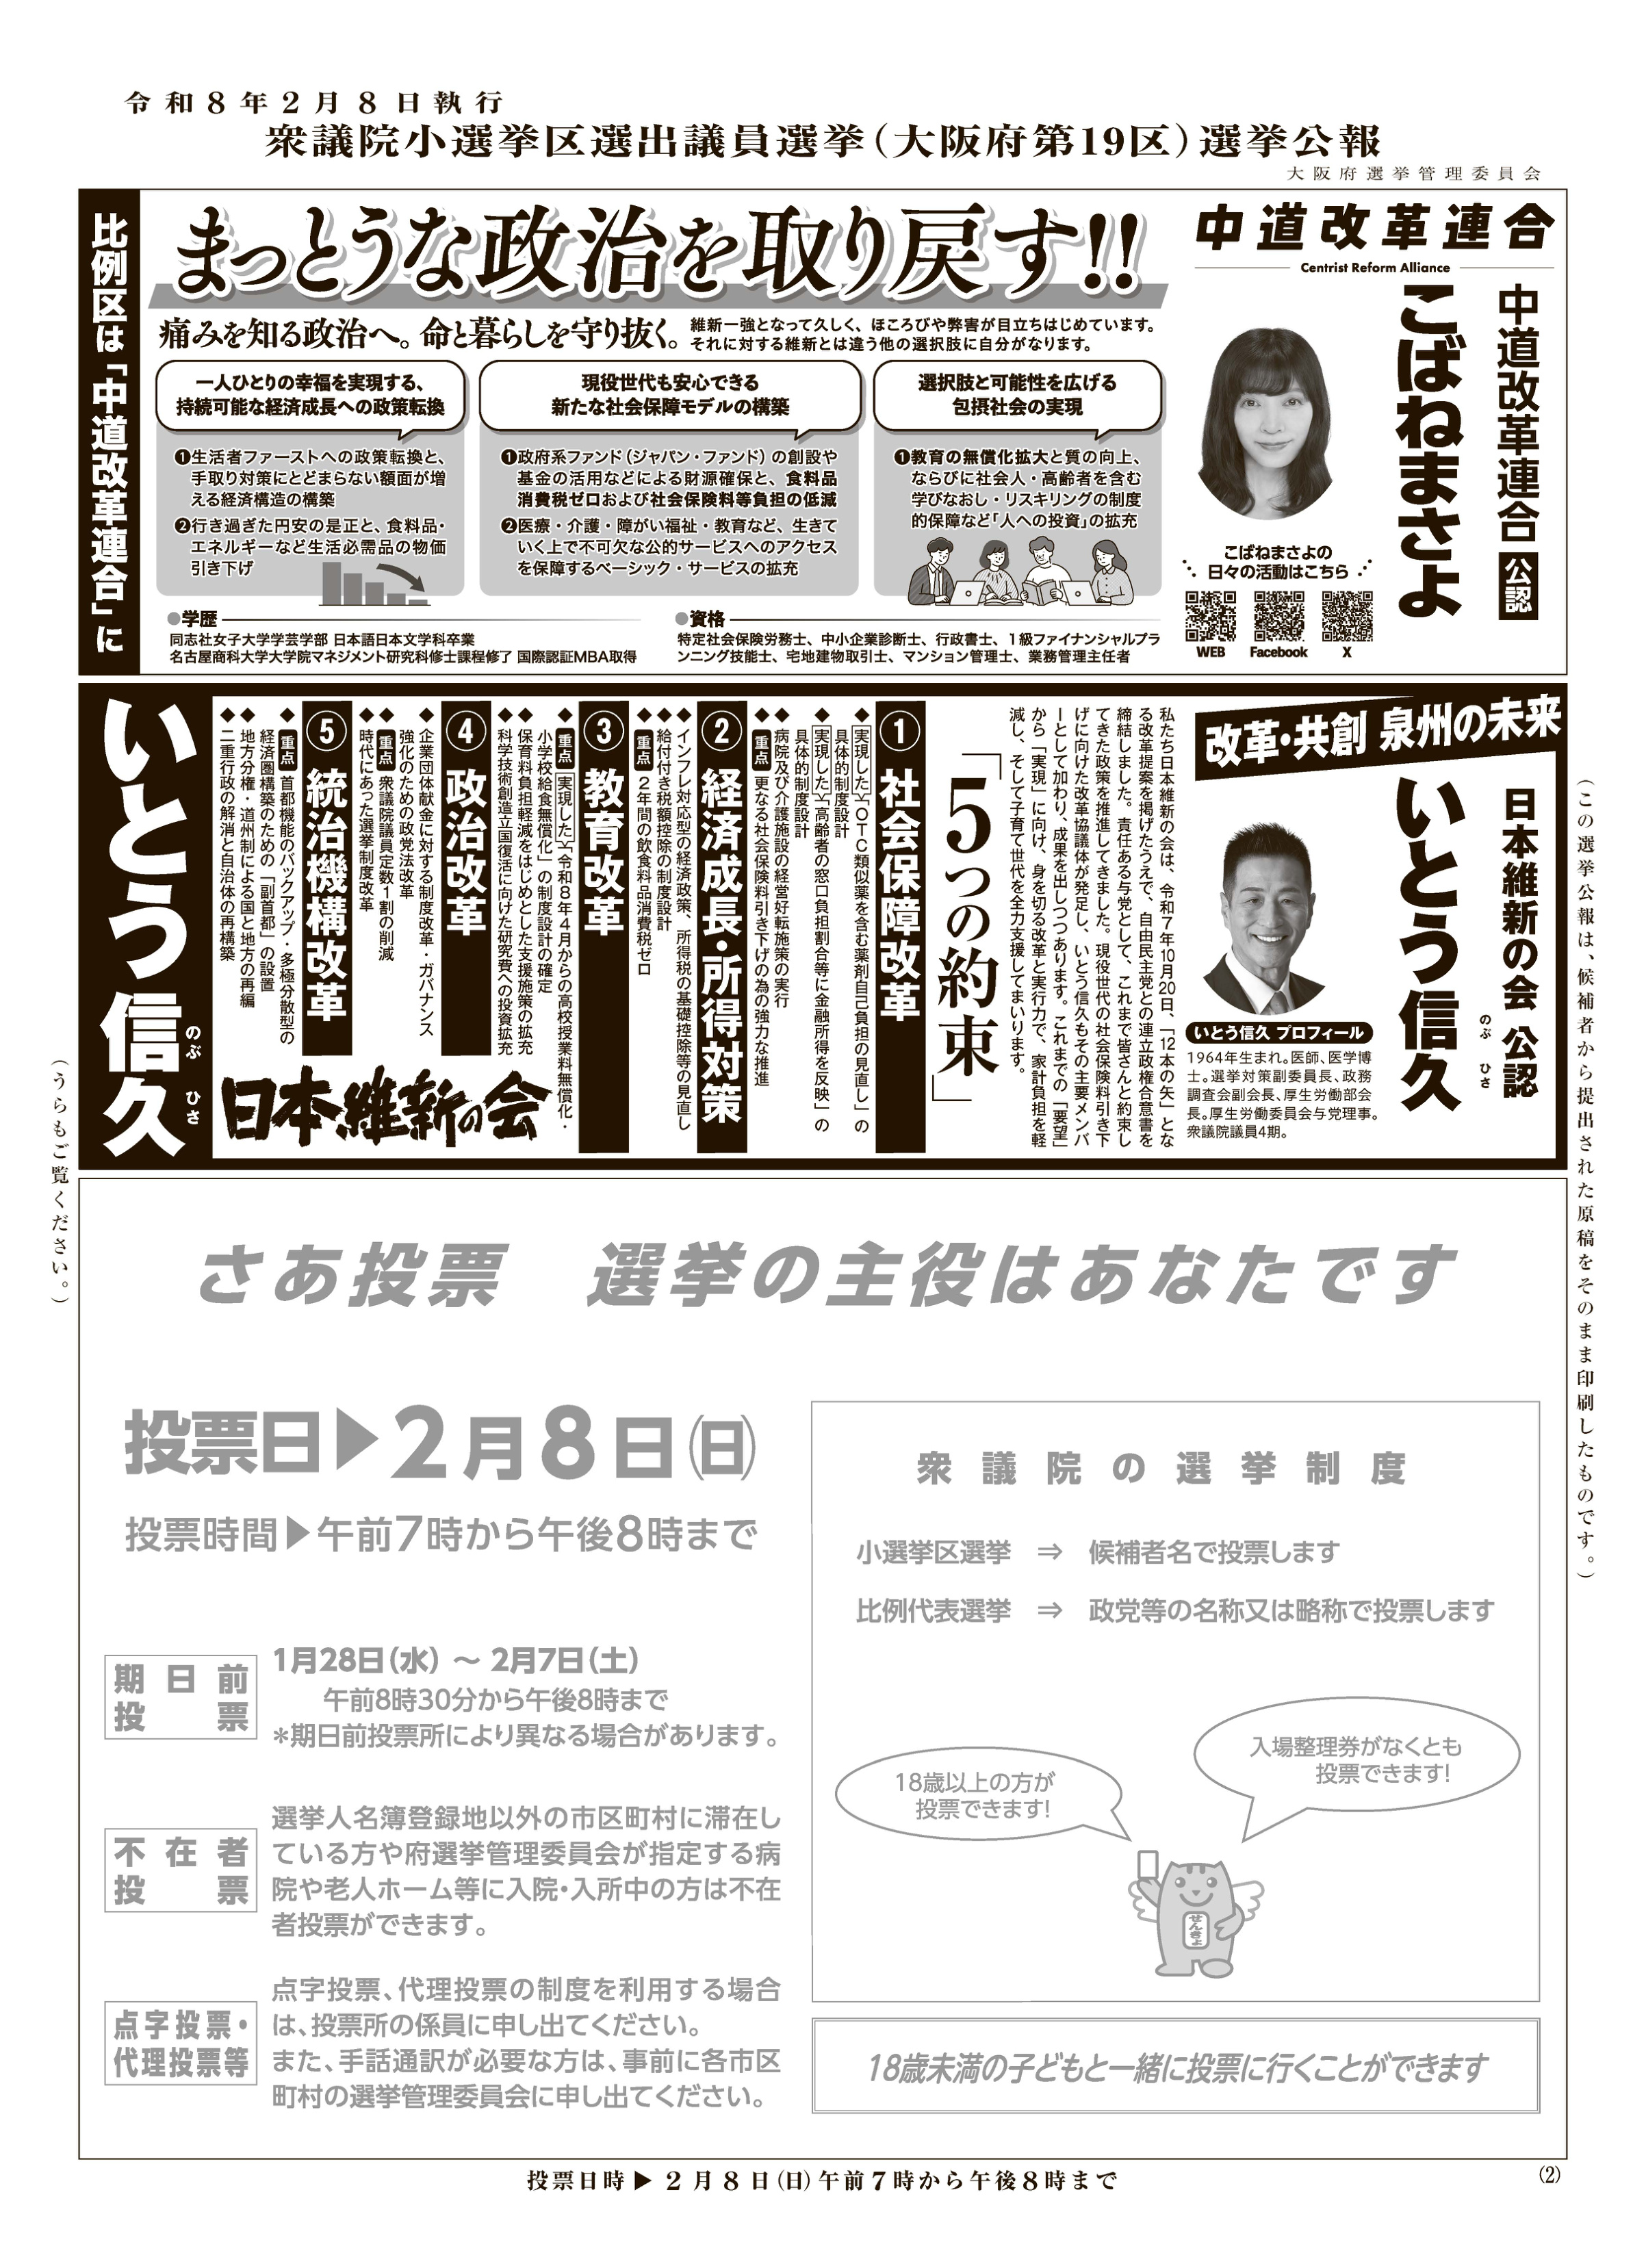 令和8年2月8日執行
衆議院小選挙区選出議員選挙(大阪府第19区)選挙公報
大阪府選挙管理委員会
中道改革連合
Centrist Reform Alliance
中道改革連合 公認
こばねまさよ
こばねまさよの
日々の活動はこちら
WEB
Facebook
X
まっとうな政治を取り戻す!!
痛みを知る政治へ。命と暮らしを守り抜く。
維新一強となって久しく、ほころびや弊害が目立ちはじめています。
それに対する維新とは違う他の選択肢に自分がなります。
一人ひとりの幸福を実現する、
持続可能な経済成長への政策転換
❶生活者ファーストへの政策転換と、
手取り対策にとどまらない額面が増
える経済構造の構築
❷行き過ぎた円安の是正と、食料品・
エネルギーなど生活必需品の物価
引き下げ
現役世代も安心できる
新たな社会保障モデルの構築
❶政府系ファンド(ジャパン・ファンド)の創設や
基金の活用などによる財源確保と、食料品
消費税ゼロおよび社会保険料等負担の低減
❷医療・介護・障がい福祉・教育など、生きて
いく上で不可欠な公的サービスへのアクセス
を保障するベーシック・サービスの拡充
選択肢と可能性を広げる
包摂社会の実現
❶教育の無償化拡大と質の向上、
ならびに社会人・高齢者を含む
学びなおし・リスキリングの制度
的保障など「人への投資」の拡充
●学歴
同志社女子大学学芸学部 日本語日本文学科卒業
名古屋商科大学大学院マネジメント研究科修士課程修了 国際認証MBA取得
●資格
特定社会保険労務士、中小企業診断士、行政書士、1級ファイナンシャルプラ
ンニング技能士、宅地建物取引士、マンション管理士、業務管理主任者
比例区は「中道改革連合」に
改革・共創 泉州の未来
日本維新の会 公認
いとう信久
のぶ ひさ
いとう信久 プロフィール
1964年生まれ。医師、医学博
士。選挙対策副委員長、政務
調査会副会長、厚生労働部会
長。厚生労働委員会与党理事。
衆議院議員4期。
私たち日本維新の会は、令和7年10月20日、「12本の矢」とな
る改革提案を掲げたうえで、自由民主党との連立政権合意書を
締結しました。責任ある与党として、これまで皆さんと約束し
てきた政策を推進してきました。現役世代の社会保険料引き下
げに向けた改革協議体が発足し、いとう信久もその主要メンバ
ーとして加わり、成果を出しつつあります。これまでの「要望」
から「実現」に向け、身を切る改革と実行力で、家計負担を軽
減し、そして子育て世代を全力支援してまいります。
「5つの約束」
① 社会保障改革
◆実現した!「OTC類似薬を含む薬剤自己負担の見直し」の
具体的制度設計
◆実現した!「高齢者の窓口負担割合等に金融所得を反映」の
具体的制度設計
◆病院及び介護施設の経営好転施策の実行
◆重点 更なる社会保険料引き下げの為の強力な推進
② 経済成長・所得対策
◆インフレ対応型の経済政策、所得税の基礎控除等の見直し
◆給付付き税額控除の制度設計
◆重点 2年間の飲食料品消費税ゼロ
③ 教育改革
◆重点 実現した!「令和8年4月からの高校授業料無償化・
小学校給食無償化」の制度設計の確定
◆保育料負担軽減をはじめとした支援施策の拡充
◆科学技術創造立国復活に向けた研究費への投資拡充
④ 政治改革
◆企業団体献金に対する制度改革・ガバナンス
強化のための政党法改革
◆重点 衆議院議員定数1割の削減
◆時代にあった選挙制度改革
⑤ 統治機構改革
◆重点 首都機能のバックアップ・多極分散型の
経済圏構築のための「副首都」の設置
◆地方分権・道州制による国と地方の再編
◆二重行政の解消と自治体の再構築
日本維新の会
いとう信久
のぶ ひさ
さあ投票 選挙の主役はあなたです
投票日▶2月8日(日)
投票時間▶午前7時から午後8時まで
期日前
投票
1月28日(水)～2月7日(土)
午前8時30分から午後8時まで
*期日前投票所により異なる場合があります。
不在者
投票
選挙人名簿登録地以外の市区町村に滞在し
ている方や府選挙管理委員会が指定する病
院や老人ホーム等に入院・入所中の方は不在
者投票ができます。
点字投票・
代理投票等
点字投票、代理投票の制度を利用する場合
は、投票所の係員に申し出てください。
また、手話通訳が必要な方は、事前に各市区
町村の選挙管理委員会に申し出てください。
衆議院の選挙制度
小選挙区選挙 ⇒ 候補者名で投票します
比例代表選挙 ⇒ 政党等の名称又は略称で投票します
18歳以上の方が
投票できます!
入場整理券がなくとも
投票できます!
せんきょ
18歳未満の子どもと一緒に投票に行くことができます
(この選挙公報は、候補者から提出された原稿をそのまま印刷したものです。)
(うらもご覧ください。)
投票日時▶2月8日(日)午前7時から午後8時まで
(2)